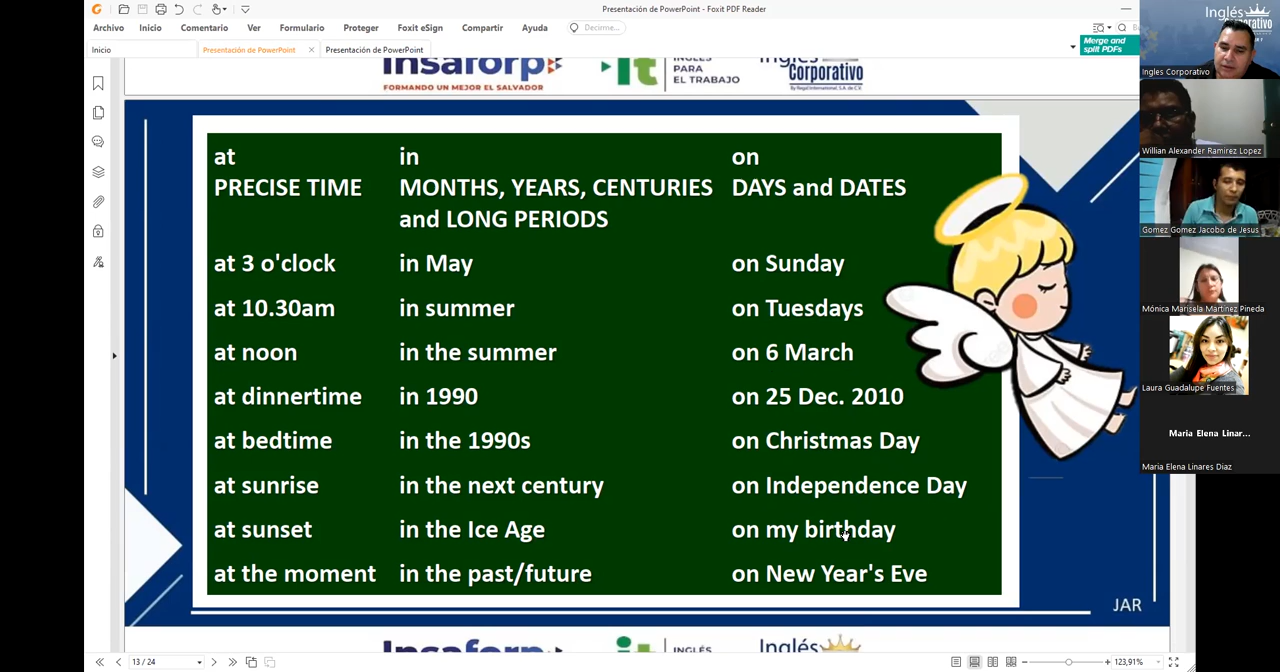 Presentación de PowerPoint - Foxit PDF Reader
Archivo Inicio Comentario Ver Formulario Proteger Foxit eSign Compartir Ayuda Decirme...
Inicio Presentación de PowerPoint Presentación de PowerPoint
Merge and
split PDFs
Insaforp
FORMANDO UN MEJOR EL SALVADOR
it
INGLÉS
PARA
EL TRABAJO
Inglés
Corporativo
at in on
PRECISE TIME MONTHS, YEARS, CENTURIES DAYS and DATES
and LONG PERIODS
at 3 o'clock in May on Sunday
at 10.30am in summer on Tuesdays
at noon in the summer on 6 March
at dinnertime in 1990 on 25 Dec. 2010
at bedtime in the 1990s on Christmas Day
at sunrise in the next century on Independence Day
at sunset in the Ice Age on my birthday
at the moment in the past/future on New Year's Eve
JAR
Insaforp
it
INGLÉS
Inglés
13 / 24
123,91%
Inglés
Corporativo
Ingles Corporativo
Willian Alexander Ramirez Lopez
Gomez Gomez Jacobo de Jesus
Mónica Marisela Martinez Pineda
Laura Guadalupe Fuentes
Maria Elena Linar...
Maria Elena Linares Diaz